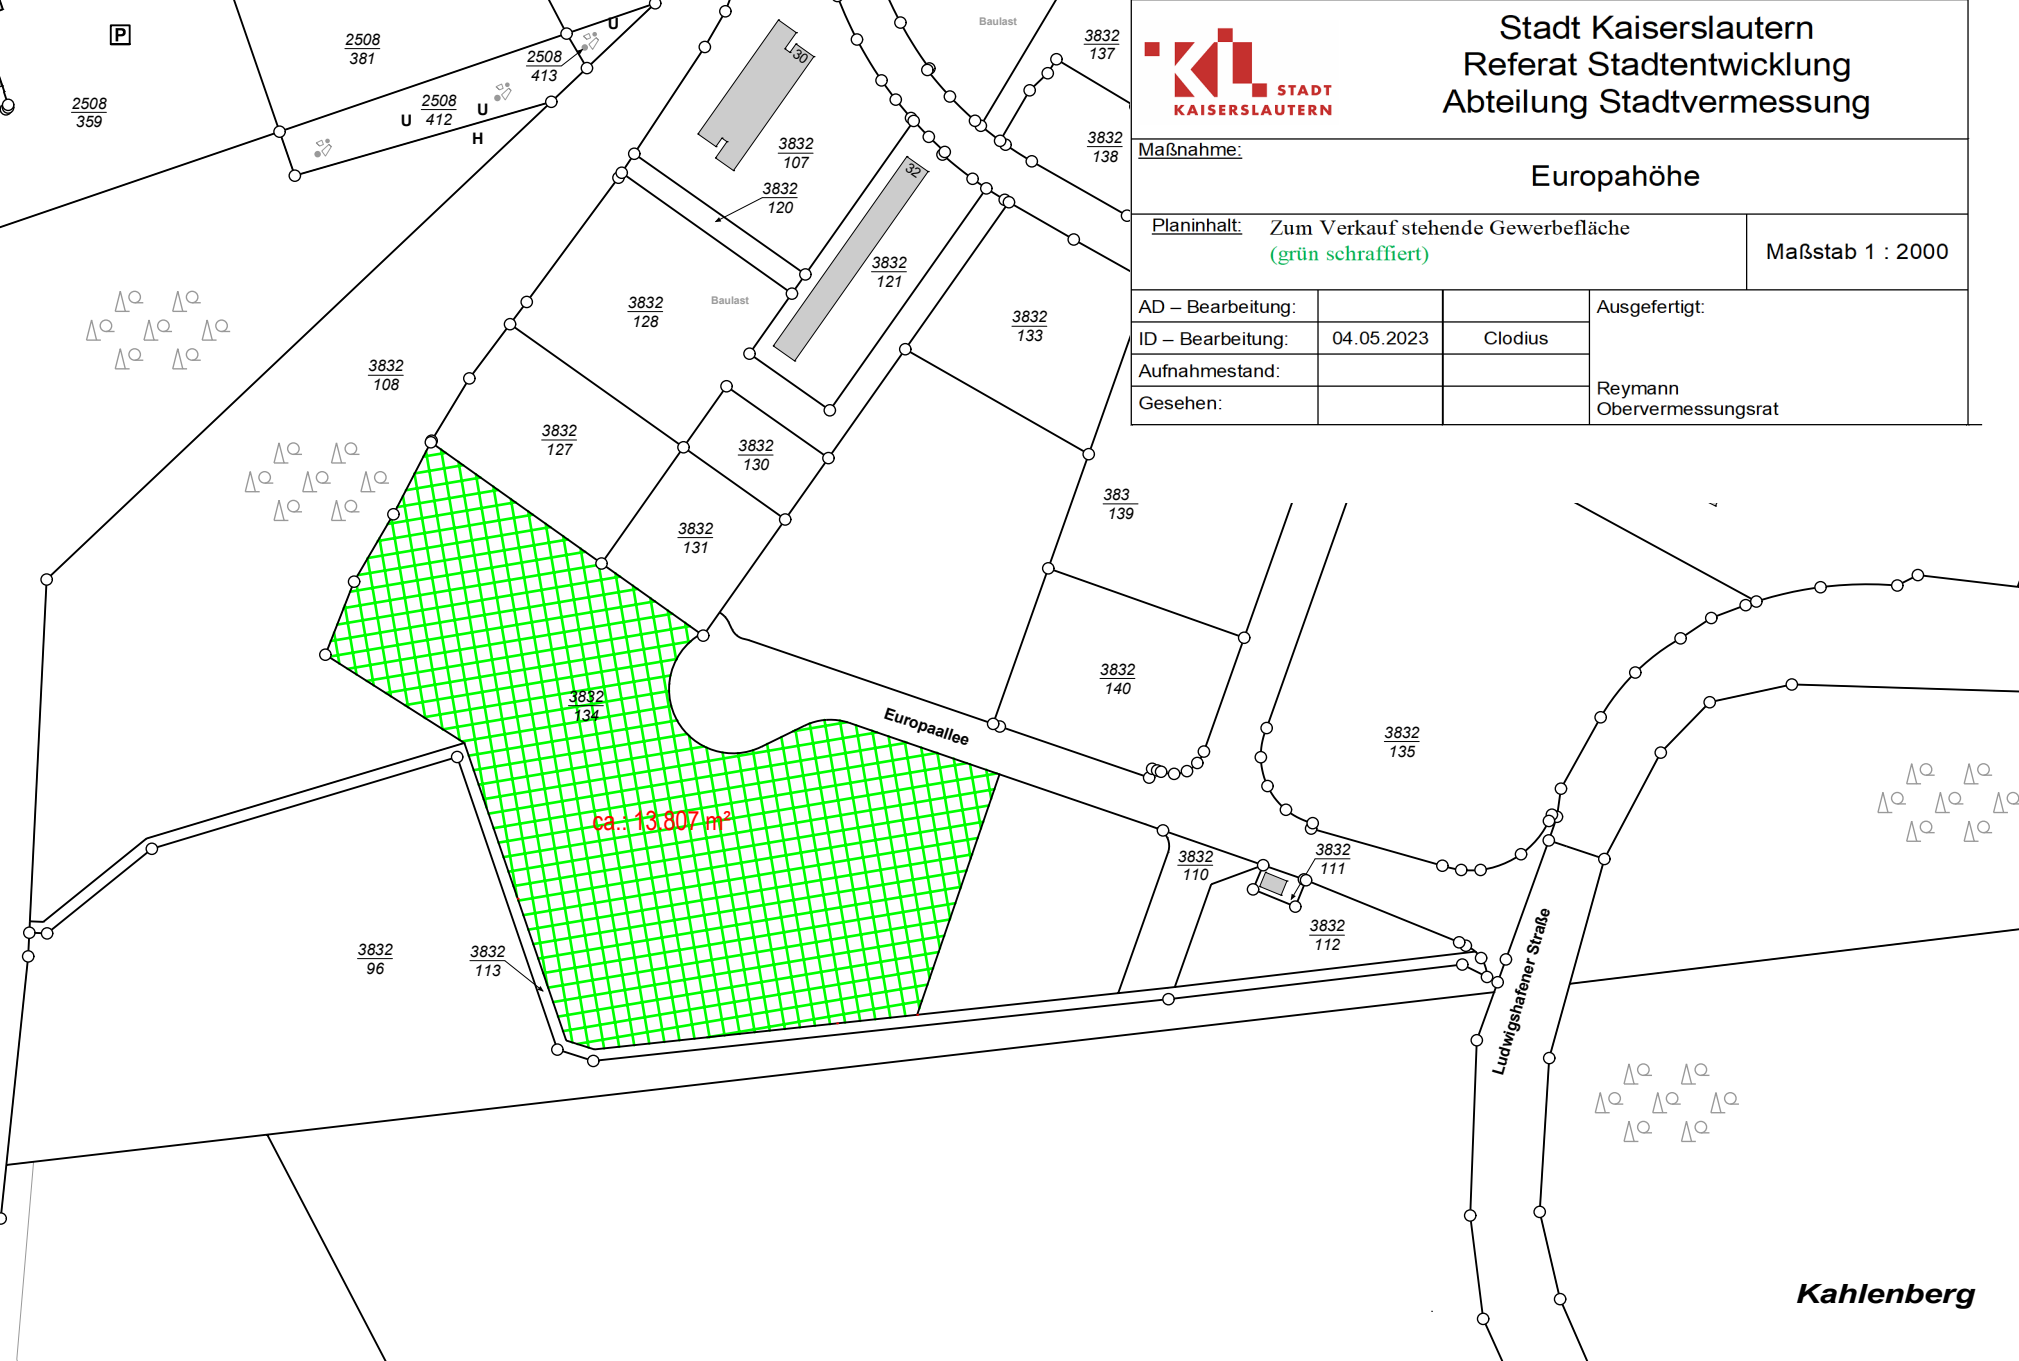 Stadt Kaiserslautern
Referat Stadtentwicklung
Abteilung Stadtvermessung
STADT
KAISERSLAUTERN
Maßnahme:
Europahöhe
Planinhalt:
Zum Verkauf stehende Gewerbefläche
(grün schraffiert)
Maßstab 1 : 2000
AD – Bearbeitung:
Ausgefertigt:
ID – Bearbeitung:
04.05.2023
Clodius
Aufnahmestand:
Gesehen:
Reymann
Obervermessungsrat
P
2508
381
2508
413
U
2508
359
2508
412
U
U
H
30
3832
107
3832
120
32
3832
121
Baulast
3832
137
3832
138
3832
128
Baulast
3832
133
3832
108
3832
127
3832
130
3832
131
383
139
3832
134
3832
140
Europaallee
3832
135
ca.: 13.807 m²
3832
110
3832
111
3832
112
3832
96
3832
113
Ludwigshafener Straße
Kahlenberg